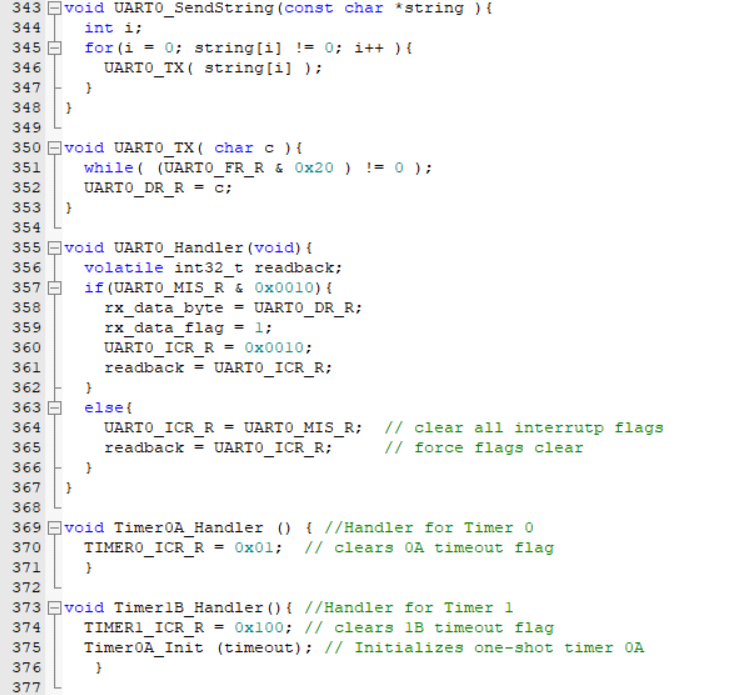 343 void UART0_SendString(const char *string ){
344 int i;
345 for(i = 0; string[i] != 0; i++ ){
346 UART0_TX( string[i] );
347 }
348 }
349
350 void UART0_TX( char c ){
351 while( (UART0_FR_R & 0x20 ) != 0 );
352 UART0_DR_R = c;
353 }
354
355 void UART0_Handler(void){
356 volatile int32_t readback;
357 if(UART0_MIS_R & 0x0010){
358 rx_data_byte = UART0_DR_R;
359 rx_data_flag = 1;
360 UART0_ICR_R = 0x0010;
361 readback = UART0_ICR_R;
362 }
363 else{
364 UART0_ICR_R = UART0_MIS_R; // clear all interrutp flags
365 readback = UART0_ICR_R; // force flags clear
366 }
367 }
368
369 void Timer0A_Handler () { //Handler for Timer 0
370 TIMER0_ICR_R = 0x01; // clears 0A timeout flag
371 }
372
373 void Timer1B_Handler(){ //Handler for Timer 1
374 TIMER1_ICR_R = 0x100; // clears 1B timeout flag
375 Timer0A_Init (timeout); // Initializes one-shot timer 0A
376 }
377